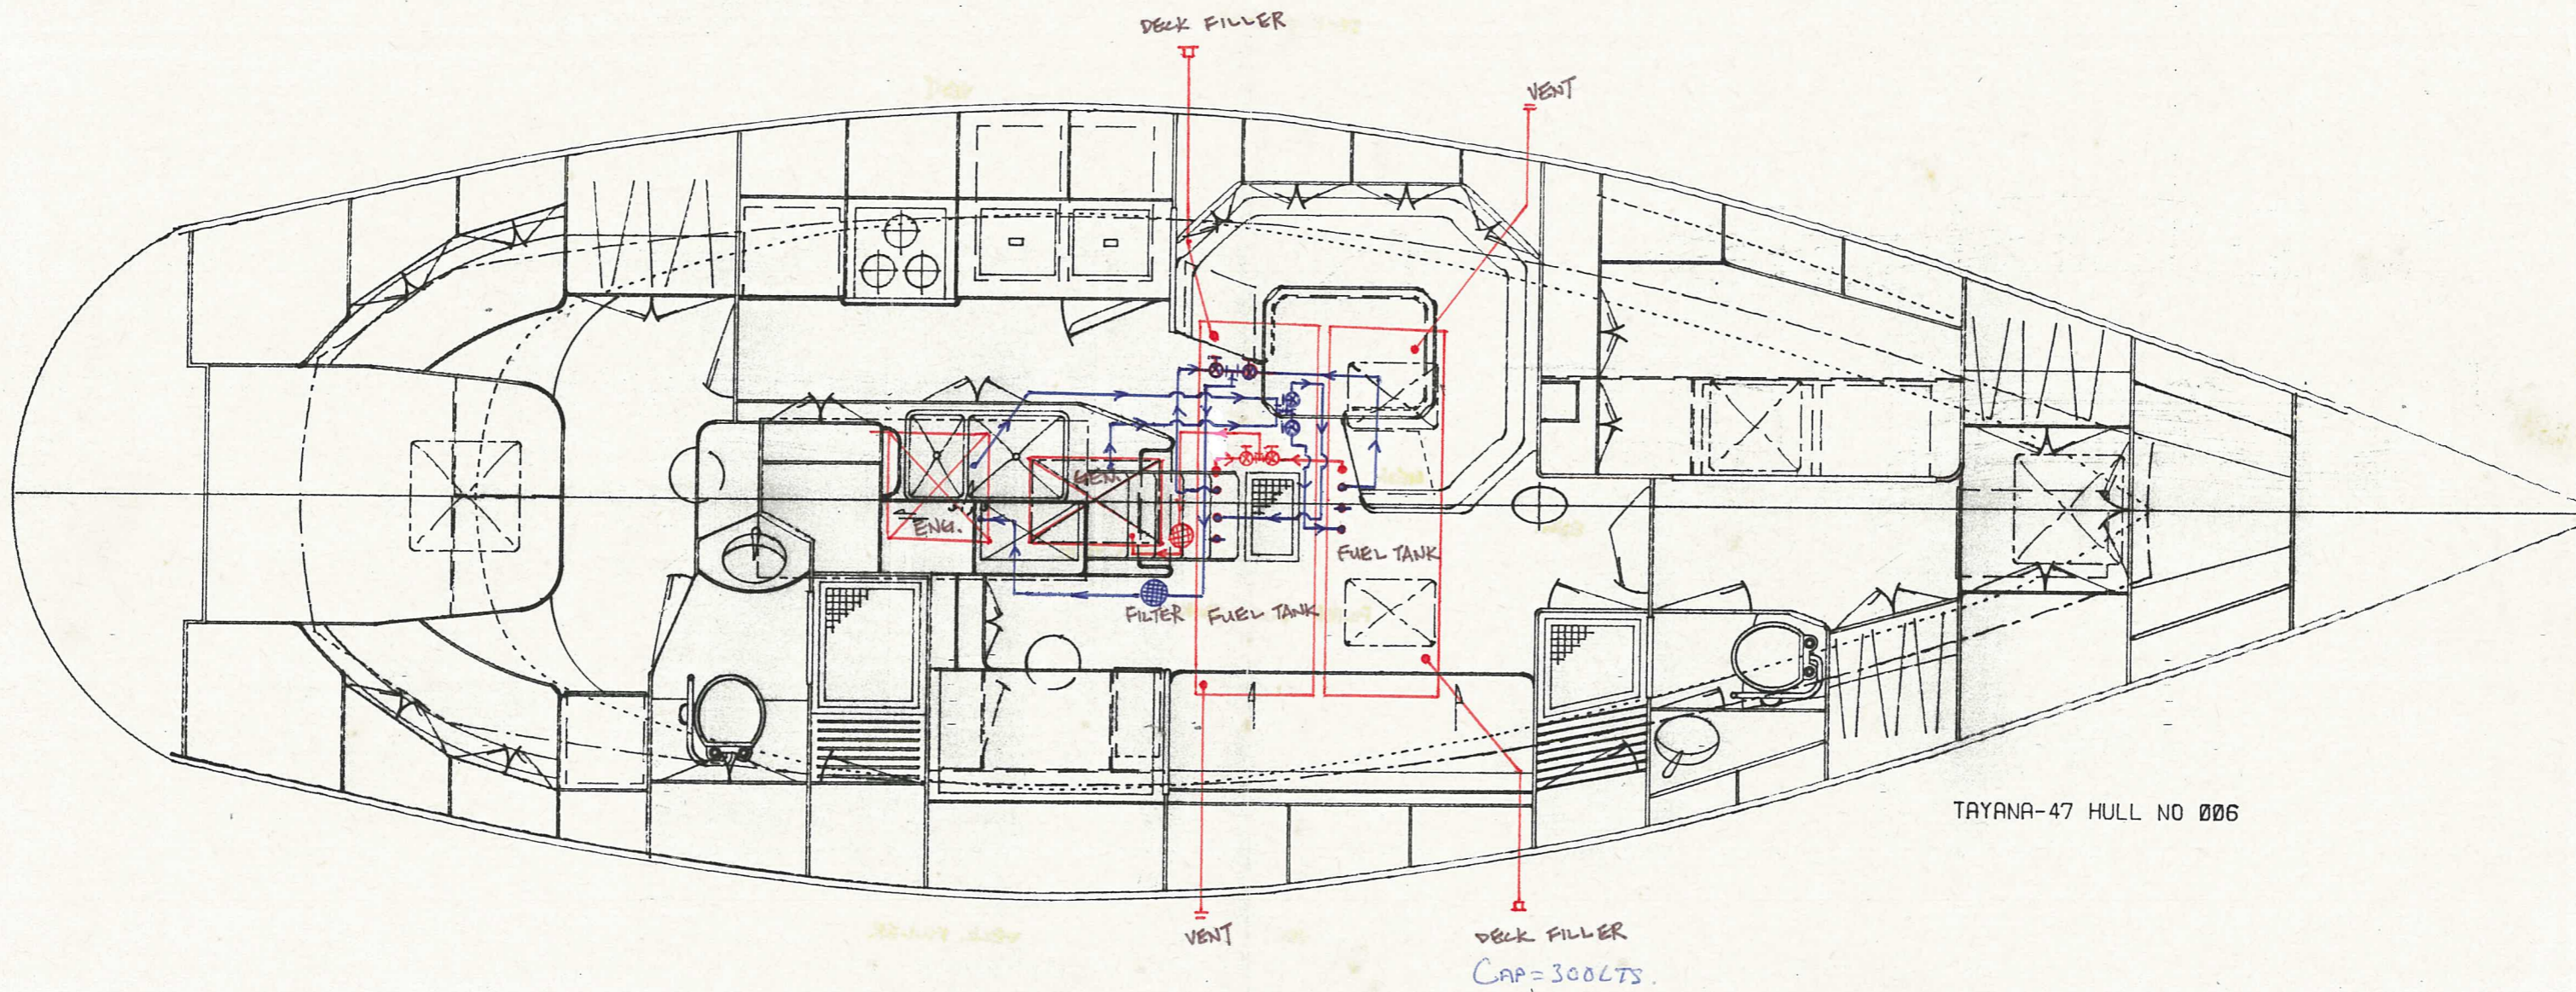 DECK FILLER
VENT
GEN.
ENG.
FUEL TANK
FILTER
FUEL TANK
TAYANA-47 HULL NO 006
VENT
DECK FILLER
CAP=300LTS.